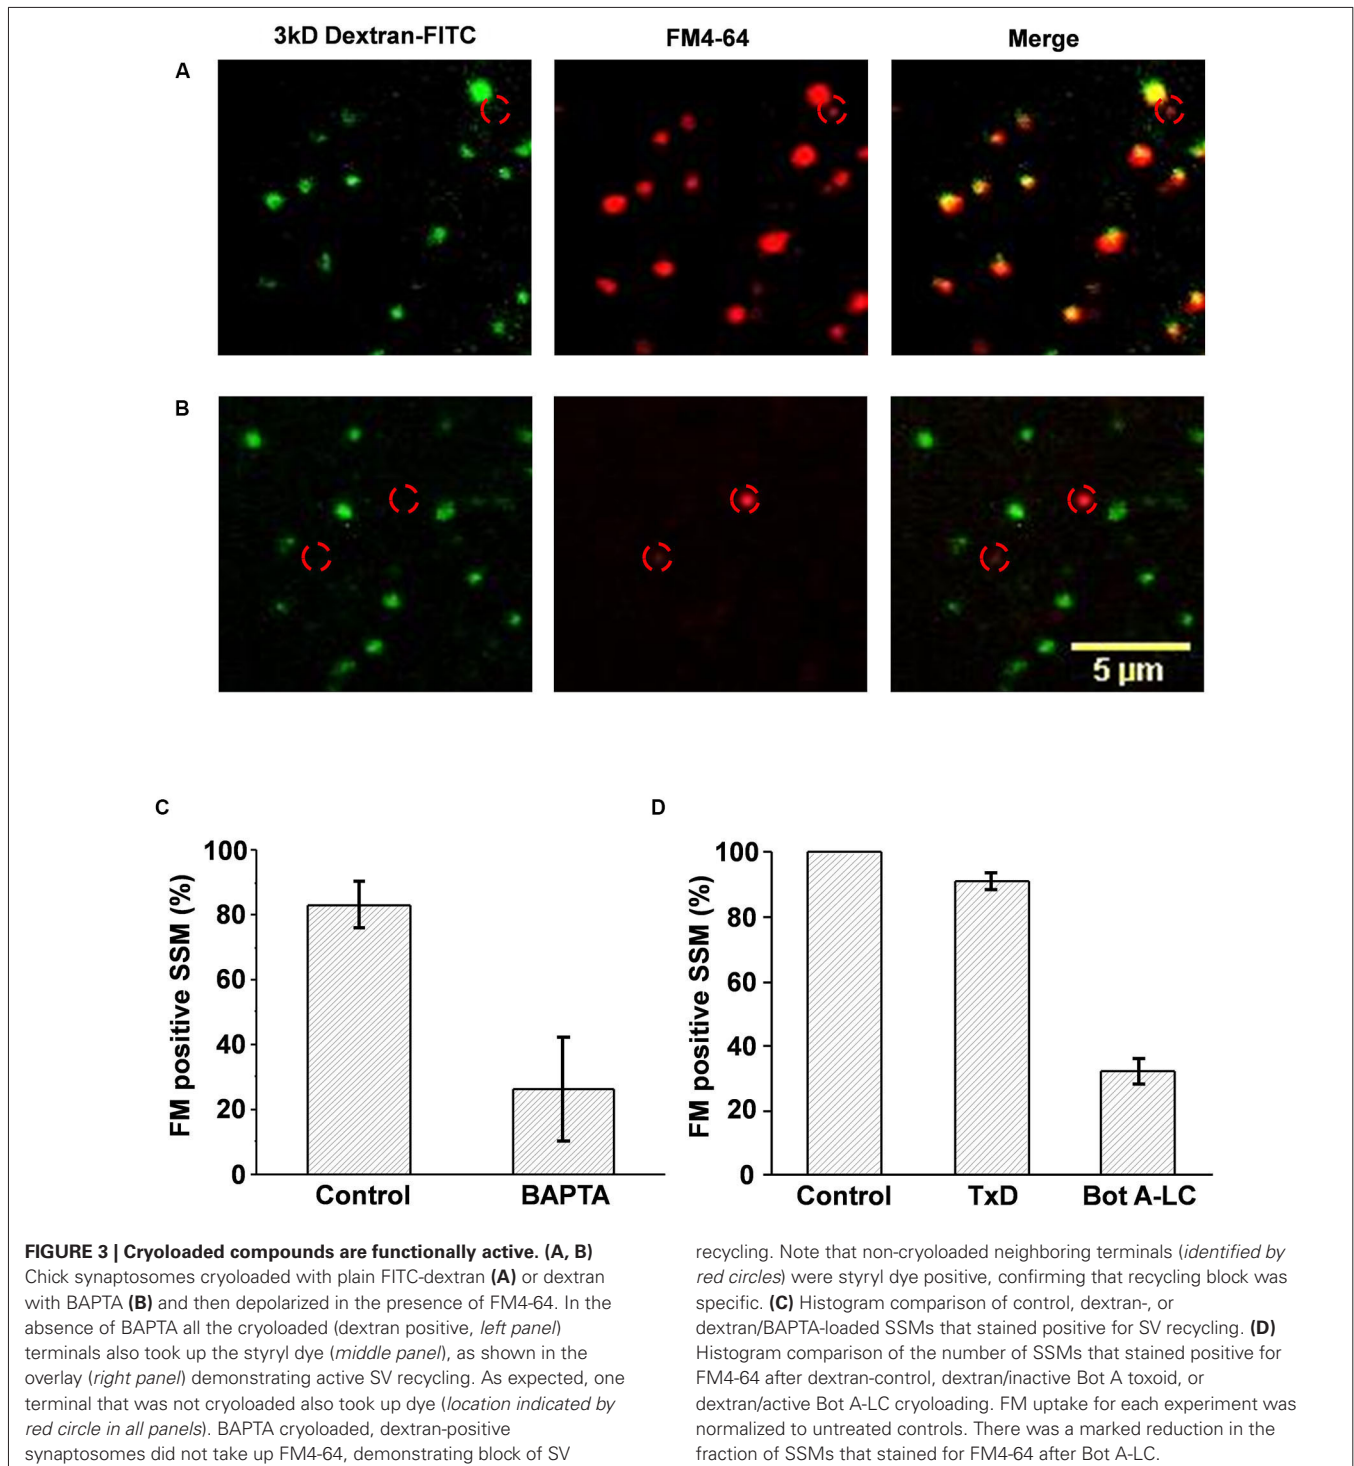 3kD Dextran-FITC
FM4-64
Merge
A
B
5 μm
C
FM positive SSM (%)
100
80
60
40
20
0
Control
BAPTA
D
FM positive SSM (%)
100
80
60
40
20
0
Control
TxD
Bot A-LC
FIGURE 3 | Cryoloaded compounds are functionally active. (A, B)
Chick synaptosomes cryoloaded with plain FITC-dextran (A) or dextran
with BAPTA (B) and then depolarized in the presence of FM4-64. In the
absence of BAPTA all the cryoloaded (dextran positive, left panel)
terminals also took up the styryl dye (middle panel), as shown in the
overlay (right panel) demonstrating active SV recycling. As expected, one
terminal that was not cryoloaded also took up dye (location indicated by
red circle in all panels). BAPTA cryoloaded, dextran-positive
synaptosomes did not take up FM4-64, demonstrating block of SV
recycling. Note that non-cryoloaded neighboring terminals (identified by
red circles) were styryl dye positive, confirming that recycling block was
specific. (C) Histogram comparison of control, dextran-, or
dextran/BAPTA-loaded SSMs that stained positive for SV recycling. (D)
Histogram comparison of the number of SSMs that stained positive for
FM4-64 after dextran-control, dextran/inactive Bot A toxoid, or
dextran/active Bot A-LC cryoloading. FM uptake for each experiment was
normalized to untreated controls. There was a marked reduction in the
fraction of SSMs that stained for FM4-64 after Bot A-LC.